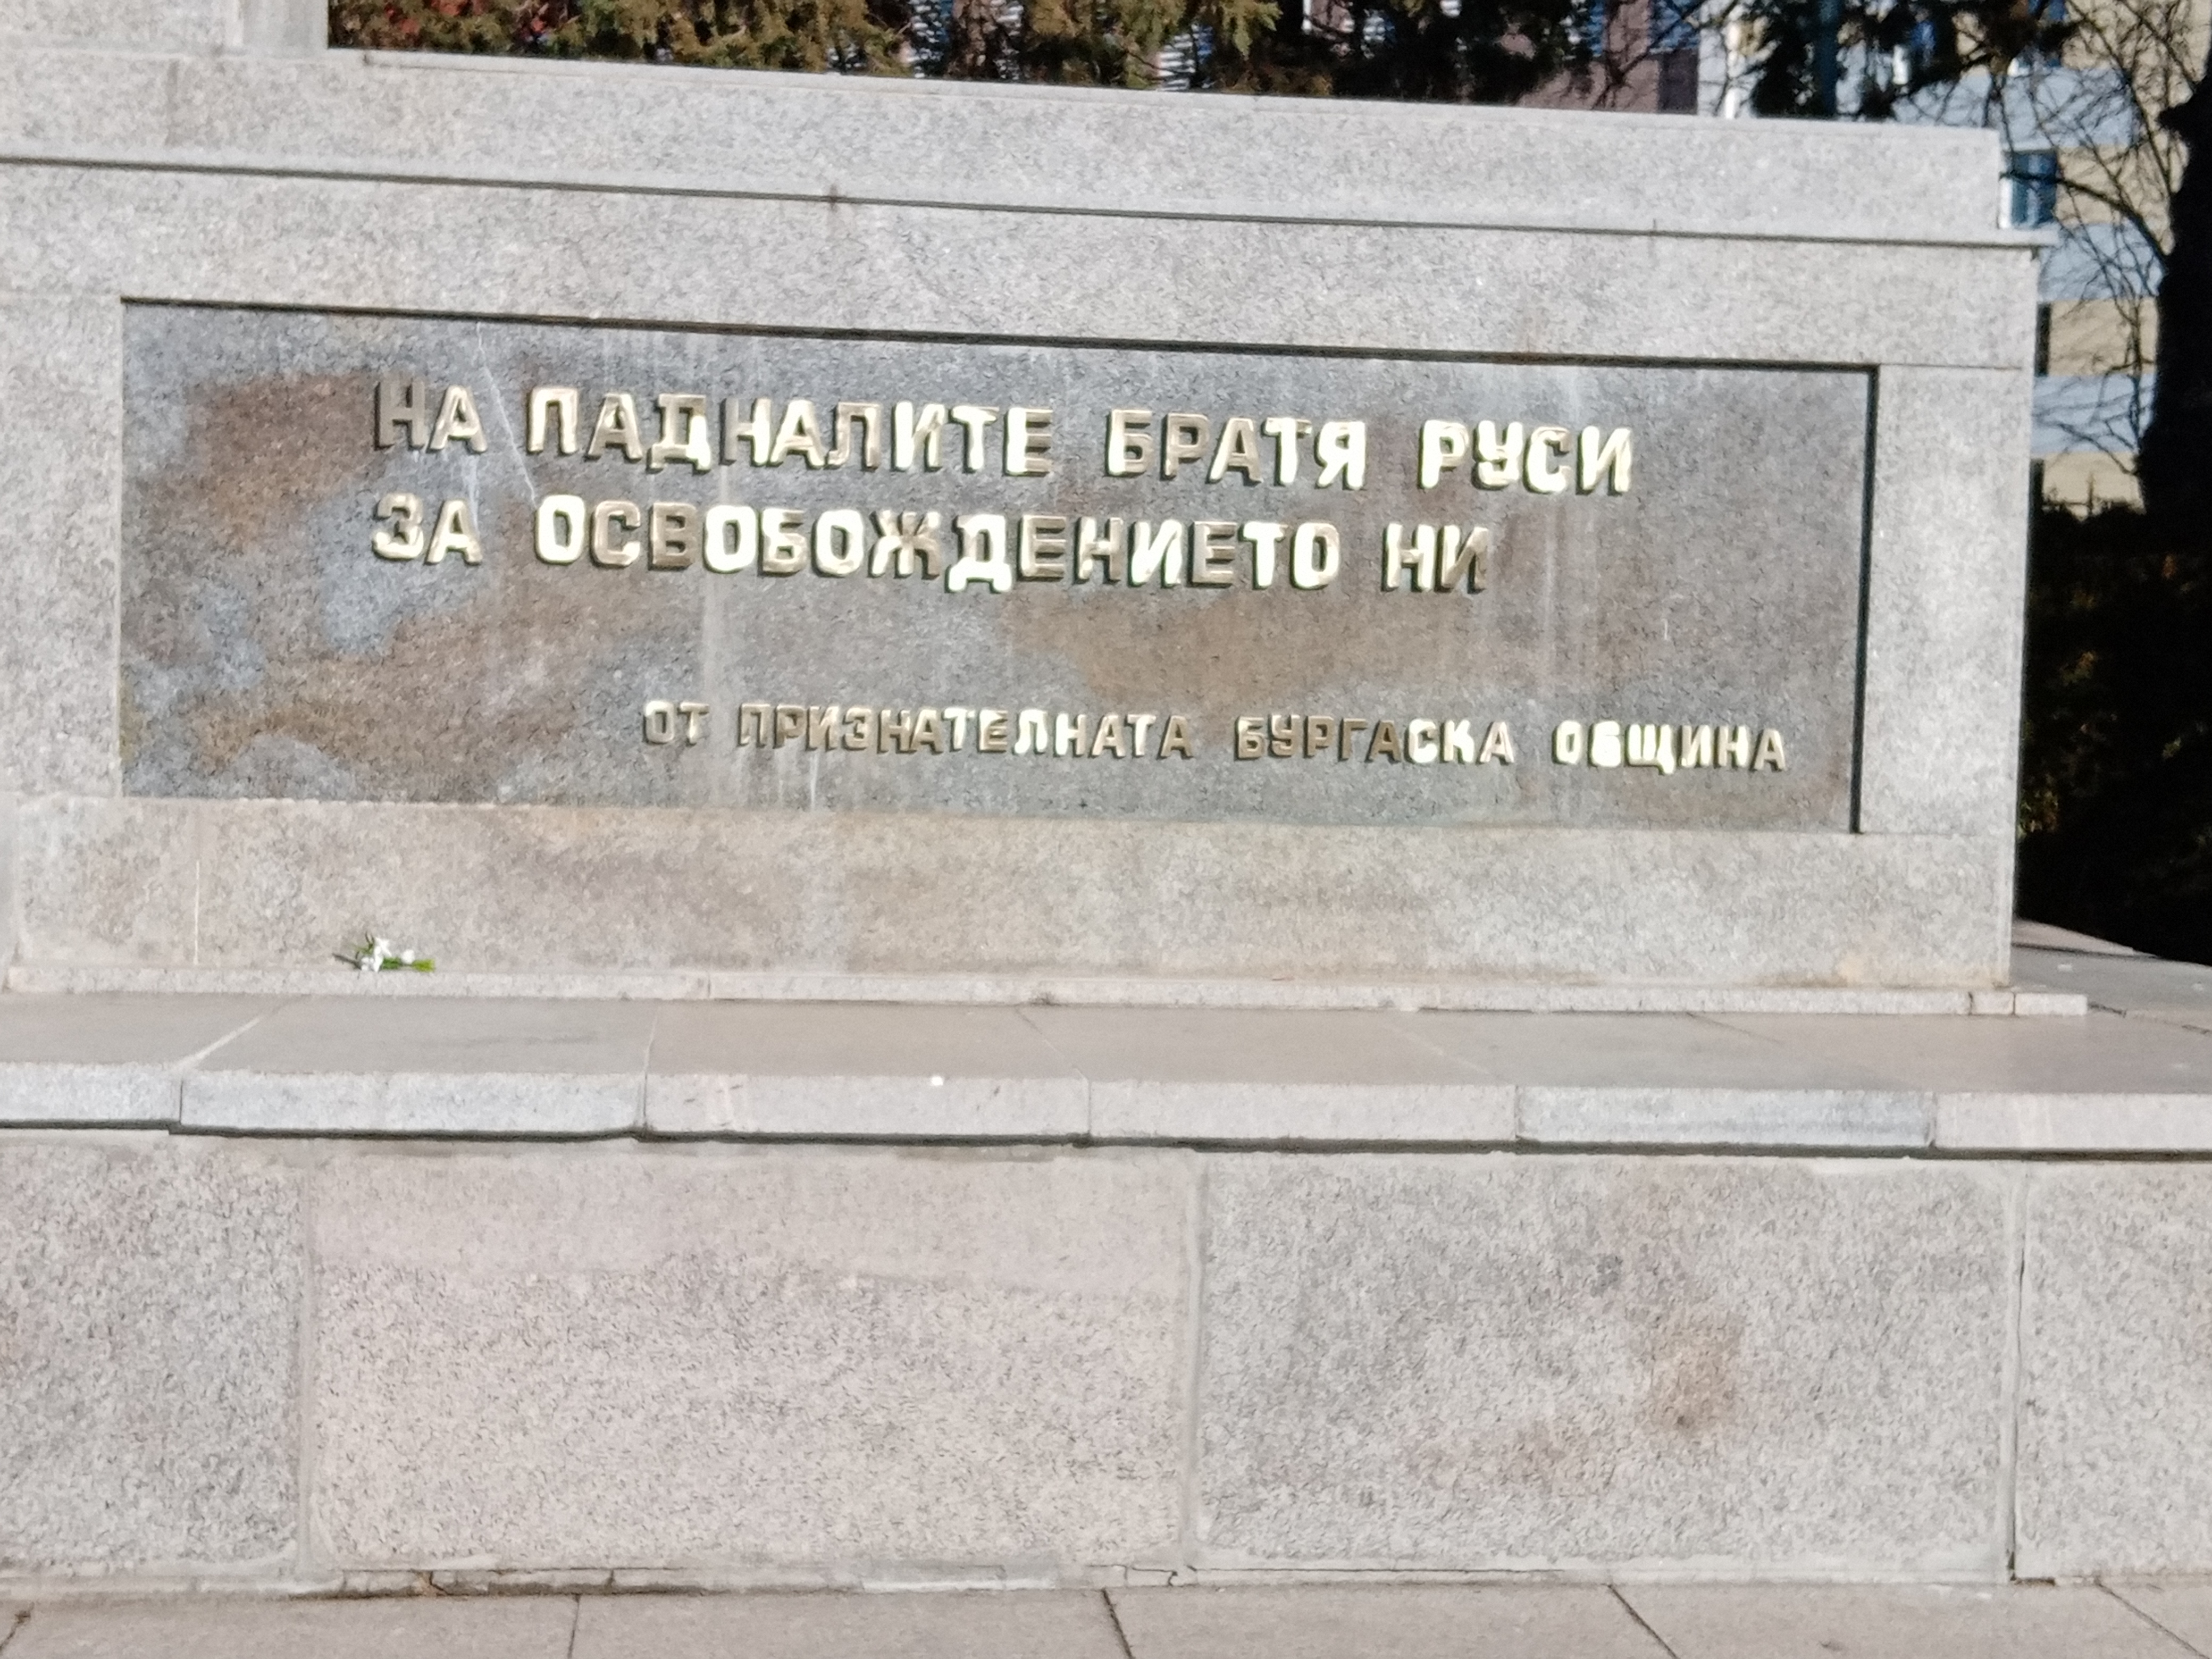 НА ПАДНАЛИТЕ БРАТЯ РУСИ
ЗА ОСВОБОЖДЕНИЕТО НИ
ОТ ПРИЗНАТЕЛНАТА БУРГАСКА ОБЩИНА